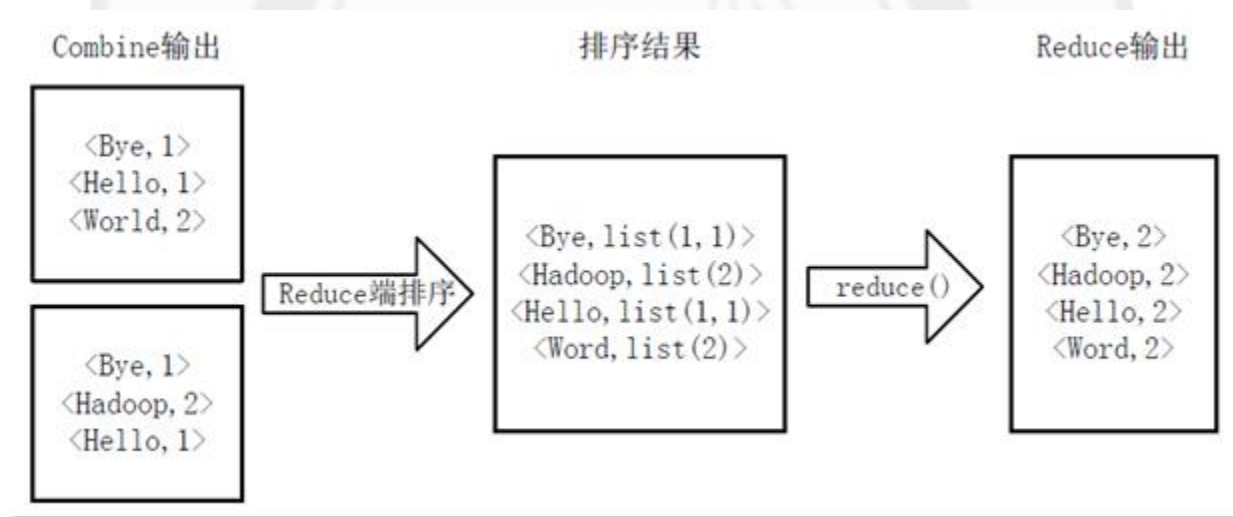 Combine输出
<Bye,1>
<Hello,1>
<World,2>
<Bye,1>
<Hadoop,2>
<Hello,1>
Reduce端排序
排序结果
<Bye,list(1,1)>
<Hadoop,list(2)>
<Hello,list(1,1)>
<Word,list(2)>
reduce()
Reduce输出
<Bye,2>
<Hadoop,2>
<Hello,2>
<Word,2>